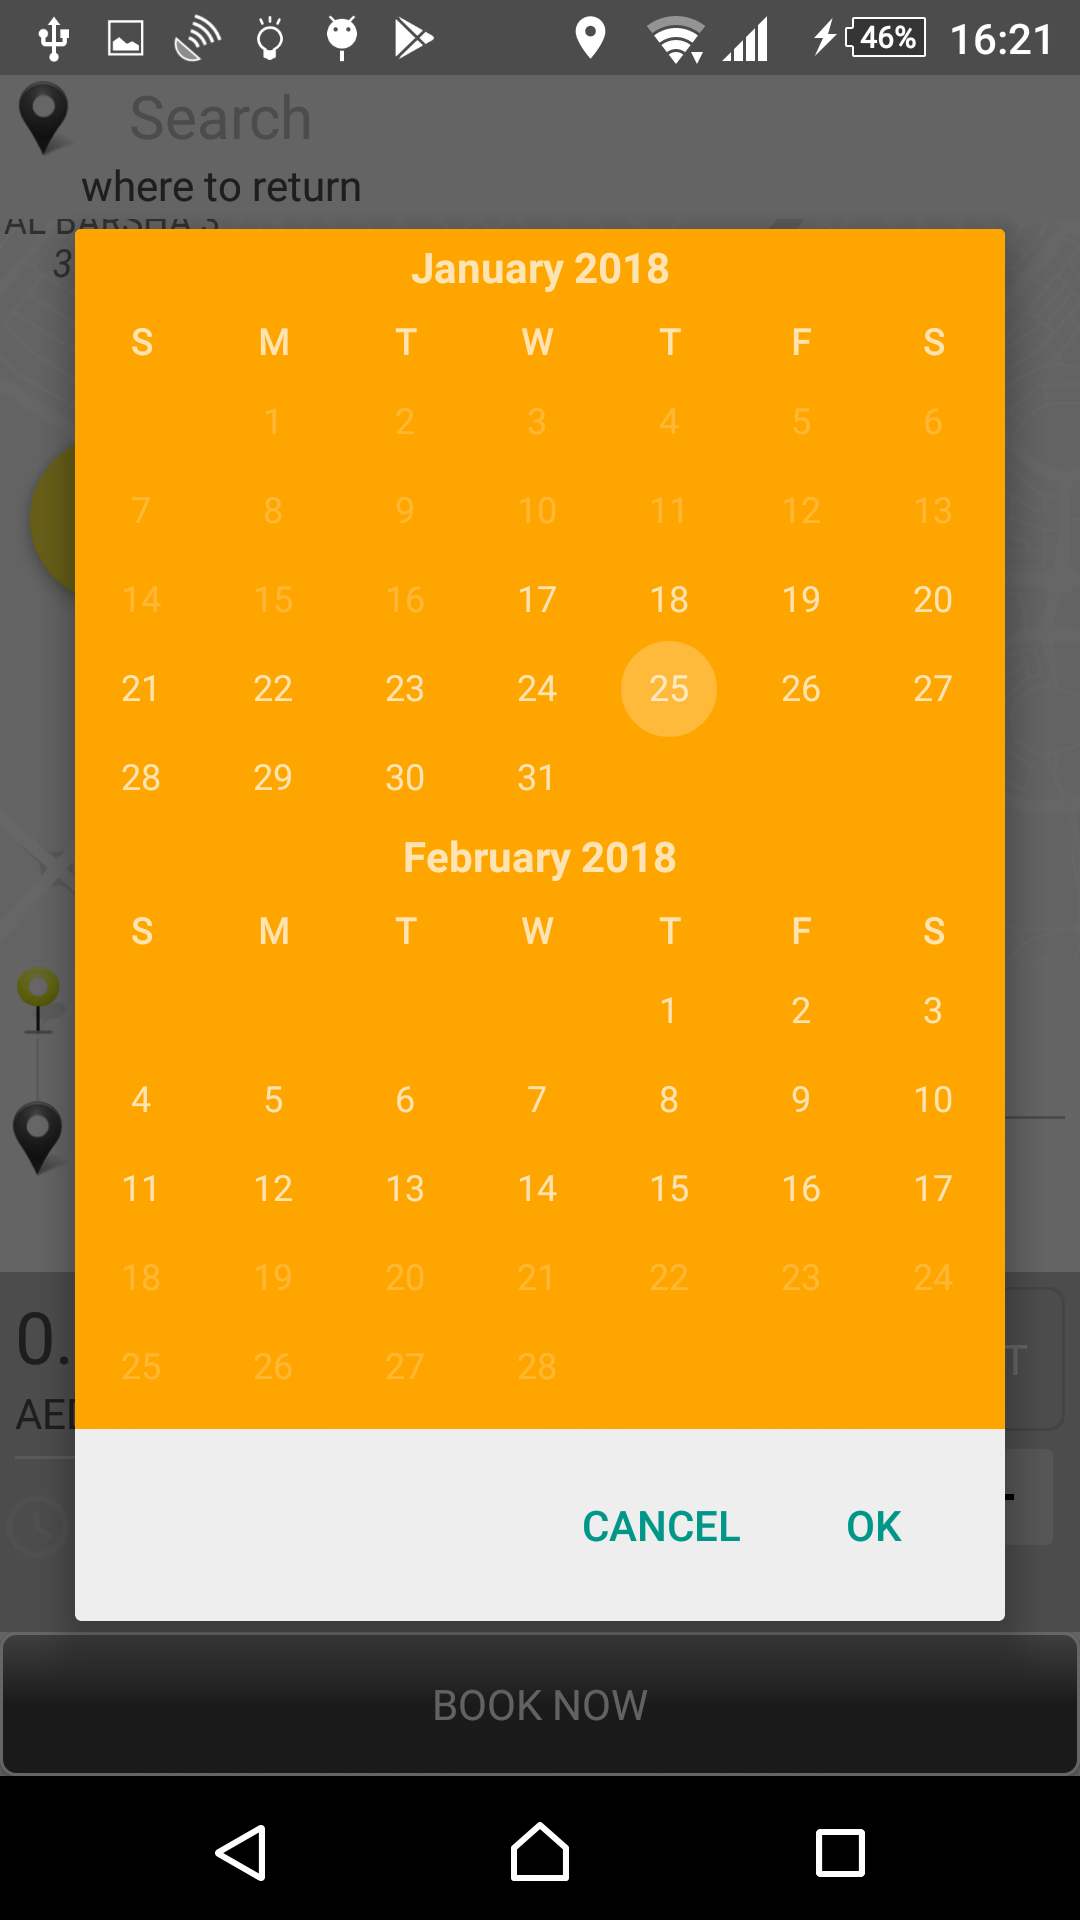 46% 16:21
Search
where to return
AL BARSHA 3
3
January 2018
S M T W T F S
1 2 3 4 5 6
7 8 9 10 11 12 13
14 15 16 17 18 19 20
21 22 23 24 25 26 27
28 29 30 31
February 2018
S M T W T F S
1 2 3
4 5 6 7 8 9 10
11 12 13 14 15 16 17
18 19 20 21 22 23 24
25 26 27 28
0.
T
AED
CANCEL OK
BOOK NOW